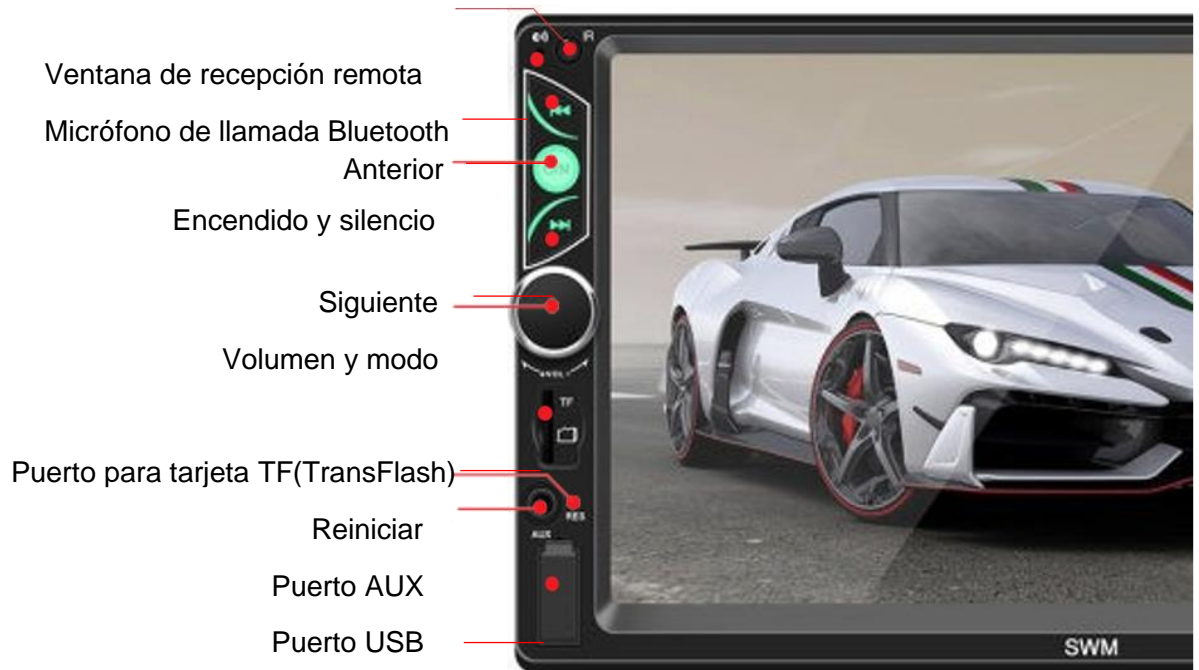 IR
Ventana de recepción remota
Micrófono de llamada Bluetooth
Anterior
Encendido y silencio
Siguiente
Volumen y modo
TF
Puerto para tarjeta TF(TransFlash)
RES
Reiniciar
AUX
Puerto AUX
Puerto USB
SWM